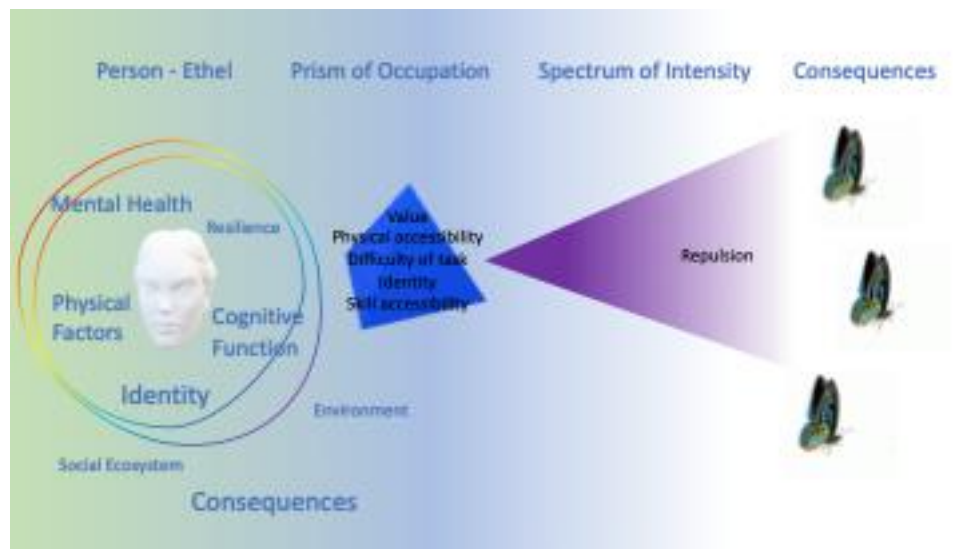 Person - Ethel
Prism of Occupation
Spectrum of Intensity
Consequences
Mental Health
Resilience
Physical
Factors
Cognitive
Function
Identity
Environment
Social Ecosystem
Consequences
Value
Physical accessibility
Difficulty of task
Identity
Skill accessibility
Repulsion